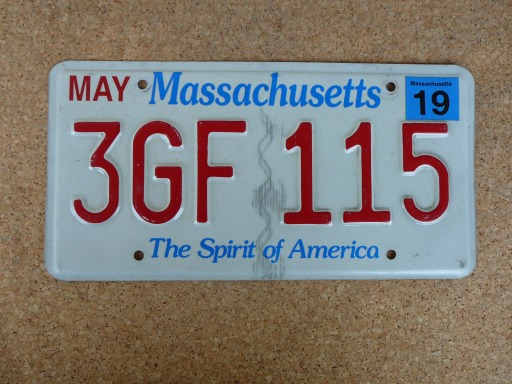 MAY Massachusetts
Massachusetts
19
3GF 115
The Spirit of America